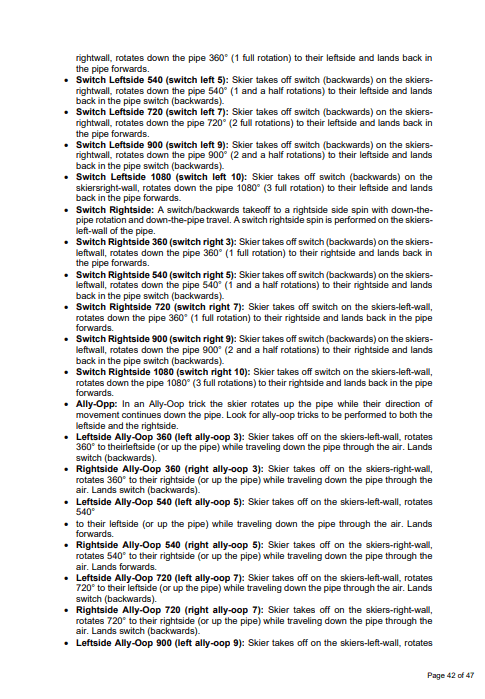 rightwall, rotates down the pipe 360° (1 full rotation) to their leftside and lands back in
the pipe forwards.
• Switch Leftside 540 (switch left 5): Skier takes off switch (backwards) on the skiers-
rightwall, rotates down the pipe 540° (1 and a half rotations) to their leftside and lands
back in the pipe switch (backwards).
• Switch Leftside 720 (switch left 7): Skier takes off switch (backwards) on the skiers-
rightwall, rotates down the pipe 720° (2 full rotations) to their leftside and lands back in
the pipe forwards.
• Switch Leftside 900 (switch left 9): Skier takes off switch (backwards) on the skiers-
rightwall, rotates down the pipe 900° (2 and a half rotations) to their leftside and lands
back in the pipe switch (backwards).
• Switch Leftside 1080 (switch left 10): Skier takes off switch (backwards) on the
skiersright-wall, rotates down the pipe 1080° (3 full rotation) to their leftside and lands
back in the pipe forwards.
• Switch Rightside: A switch/backwards takeoff to a rightside side spin with down-the-
pipe rotation and down-the-pipe travel. A switch rightside spin is performed on the skiers-
left-wall of the pipe.
• Switch Rightside 360 (switch right 3): Skier takes off switch (backwards) on the skiers-
leftwall, rotates down the pipe 360° (1 full rotation) to their rightside and lands back in
the pipe forwards.
• Switch Rightside 540 (switch right 5): Skier takes off switch (backwards) on the skiers-
leftwall, rotates down the pipe 540° (1 and a half rotations) to their rightside and lands
back in the pipe switch (backwards).
• Switch Rightside 720 (switch right 7): Skier takes off switch on the skiers-left-wall,
rotates down the pipe 360° (1 full rotation) to their rightside and lands back in the pipe
forwards.
• Switch Rightside 900 (switch right 9): Skier takes off switch (backwards) on the skiers-
leftwall, rotates down the pipe 900° (2 and a half rotations) to their rightside and lands
back in the pipe switch (backwards).
• Switch Rightside 1080 (switch right 10): Skier takes off switch on the skiers-left-wall,
rotates down the pipe 1080° (3 full rotations) to their rightside and lands back in the pipe
forwards.
• Ally-Opp: In an Ally-Oop trick the skier rotates up the pipe while their direction of
movement continues down the pipe. Look for ally-oop tricks to be performed to both the
leftside and the rightside.
• Leftside Ally-Oop 360 (left ally-oop 3): Skier takes off on the skiers-left-wall, rotates
360° to theirleftside (or up the pipe) while traveling down the pipe through the air. Lands
switch (backwards).
• Rightside Ally-Oop 360 (right ally-oop 3): Skier takes off on the skiers-right-wall,
rotates 360° to their rightside (or up the pipe) while traveling down the pipe through the
air. Lands switch (backwards).
• Leftside Ally-Oop 540 (left ally-oop 5): Skier takes off on the skiers-left-wall, rotates
540°
• to their leftside (or up the pipe) while traveling down the pipe through the air. Lands
forwards.
• Rightside Ally-Oop 540 (right ally-oop 5): Skier takes off on the skiers-right-wall,
rotates 540° to their rightside (or up the pipe) while traveling down the pipe through the
air. Lands forwards.
• Leftside Ally-Oop 720 (left ally-oop 7): Skier takes off on the skiers-left-wall, rotates
720° to their leftside (or up the pipe) while traveling down the pipe through the air. Lands
switch (backwards).
• Rightside Ally-Oop 720 (right ally-oop 7): Skier takes off on the skiers-right-wall,
rotates 720° to their rightside (or up the pipe) while traveling down the pipe through the
air. Lands switch (backwards).
• Leftside Ally-Oop 900 (left ally-oop 9): Skier takes off on the skiers-left-wall, rotates
Page 42 of 47